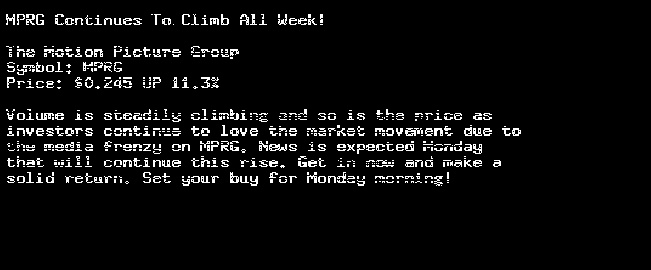 MPRG Continues To Climb All Week!
The Motion Picture Group
Symbol: MPRG
Price: $0.245 UP 11.3%
Volume is steadily climbing and so is the price as
investors continue to love the market movement due to
the media frenzy on MPRG. News is expected Monday
that will continue this rise. Get in now and make a
solid return. Set your buy for Monday morning!